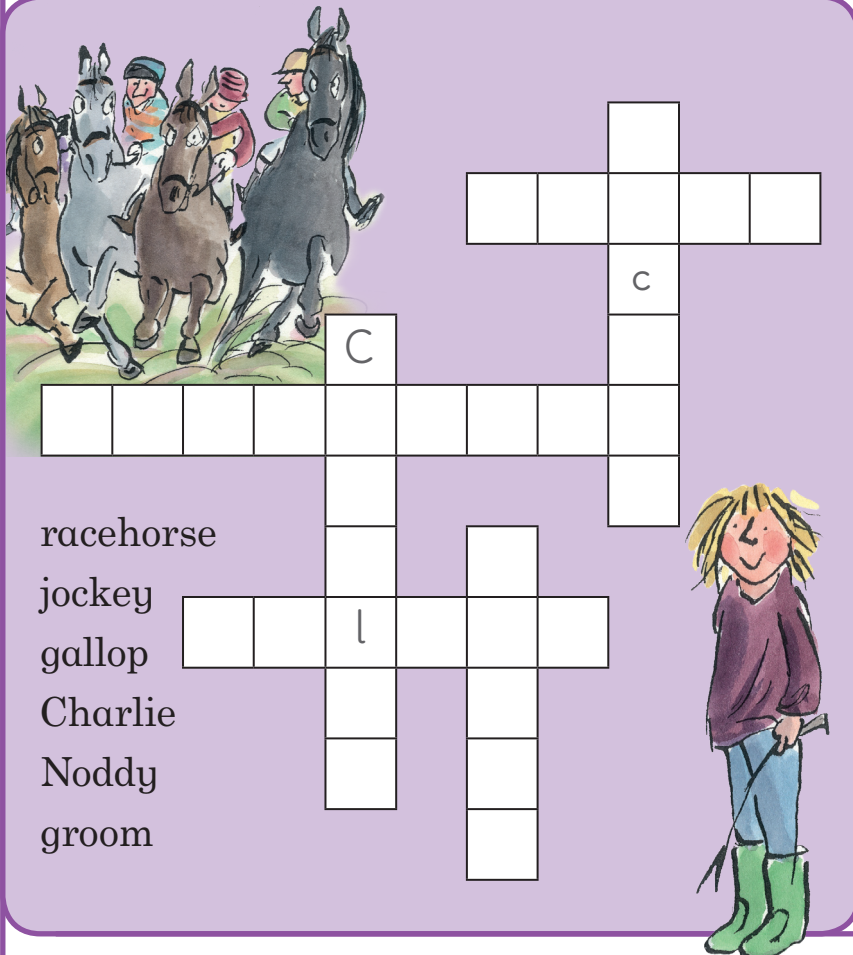 c
C
l
racehorse
jockey
gallop
Charlie
Noddy
groom